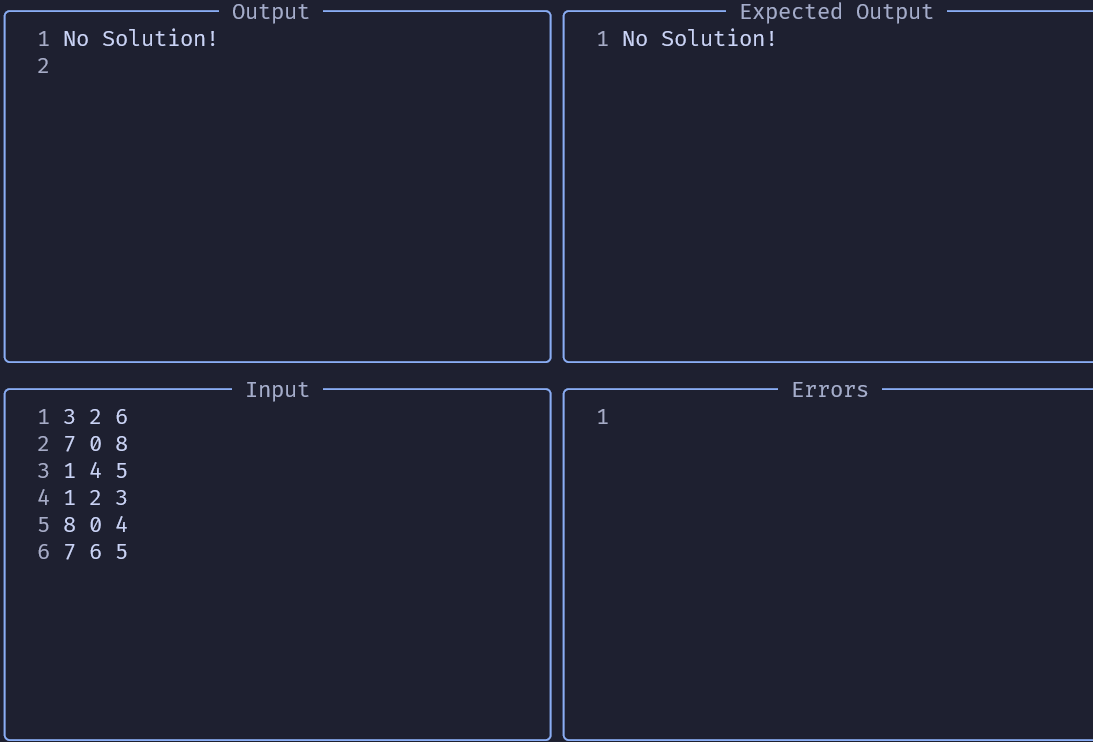 Output
1 No Solution!
2
Expected Output
1 No Solution!
Input
1 3 2 6
2 7 0 8
3 1 4 5
4 1 2 3
5 8 0 4
6 7 6 5
Errors
1